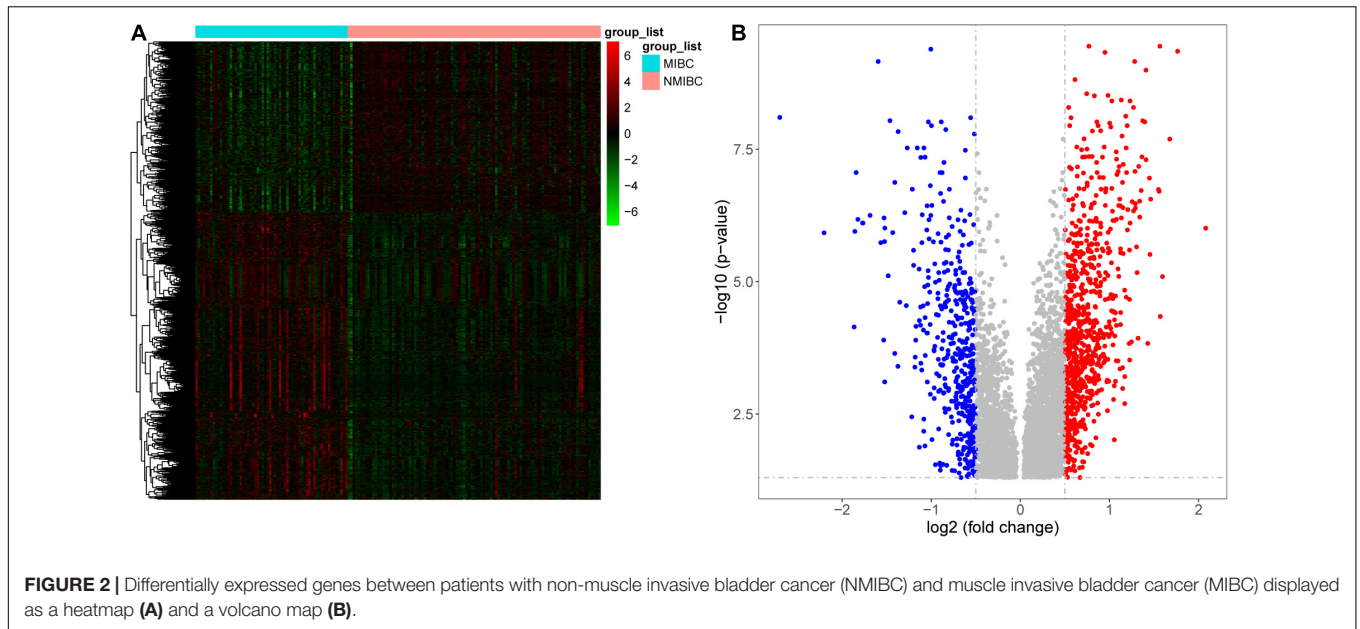 A
group_list
group_list
MIBC
NMIBC
6
4
2
0
−2
−4
−6
B
7.5
5.0
2.5
−log10 (p−value)
−2
−1
0
1
2
log2 (fold change)
FIGURE 2 | Differentially expressed genes between patients with non-muscle invasive bladder cancer (NMIBC) and muscle invasive bladder cancer (MIBC) displayed
as a heatmap (A) and a volcano map (B).